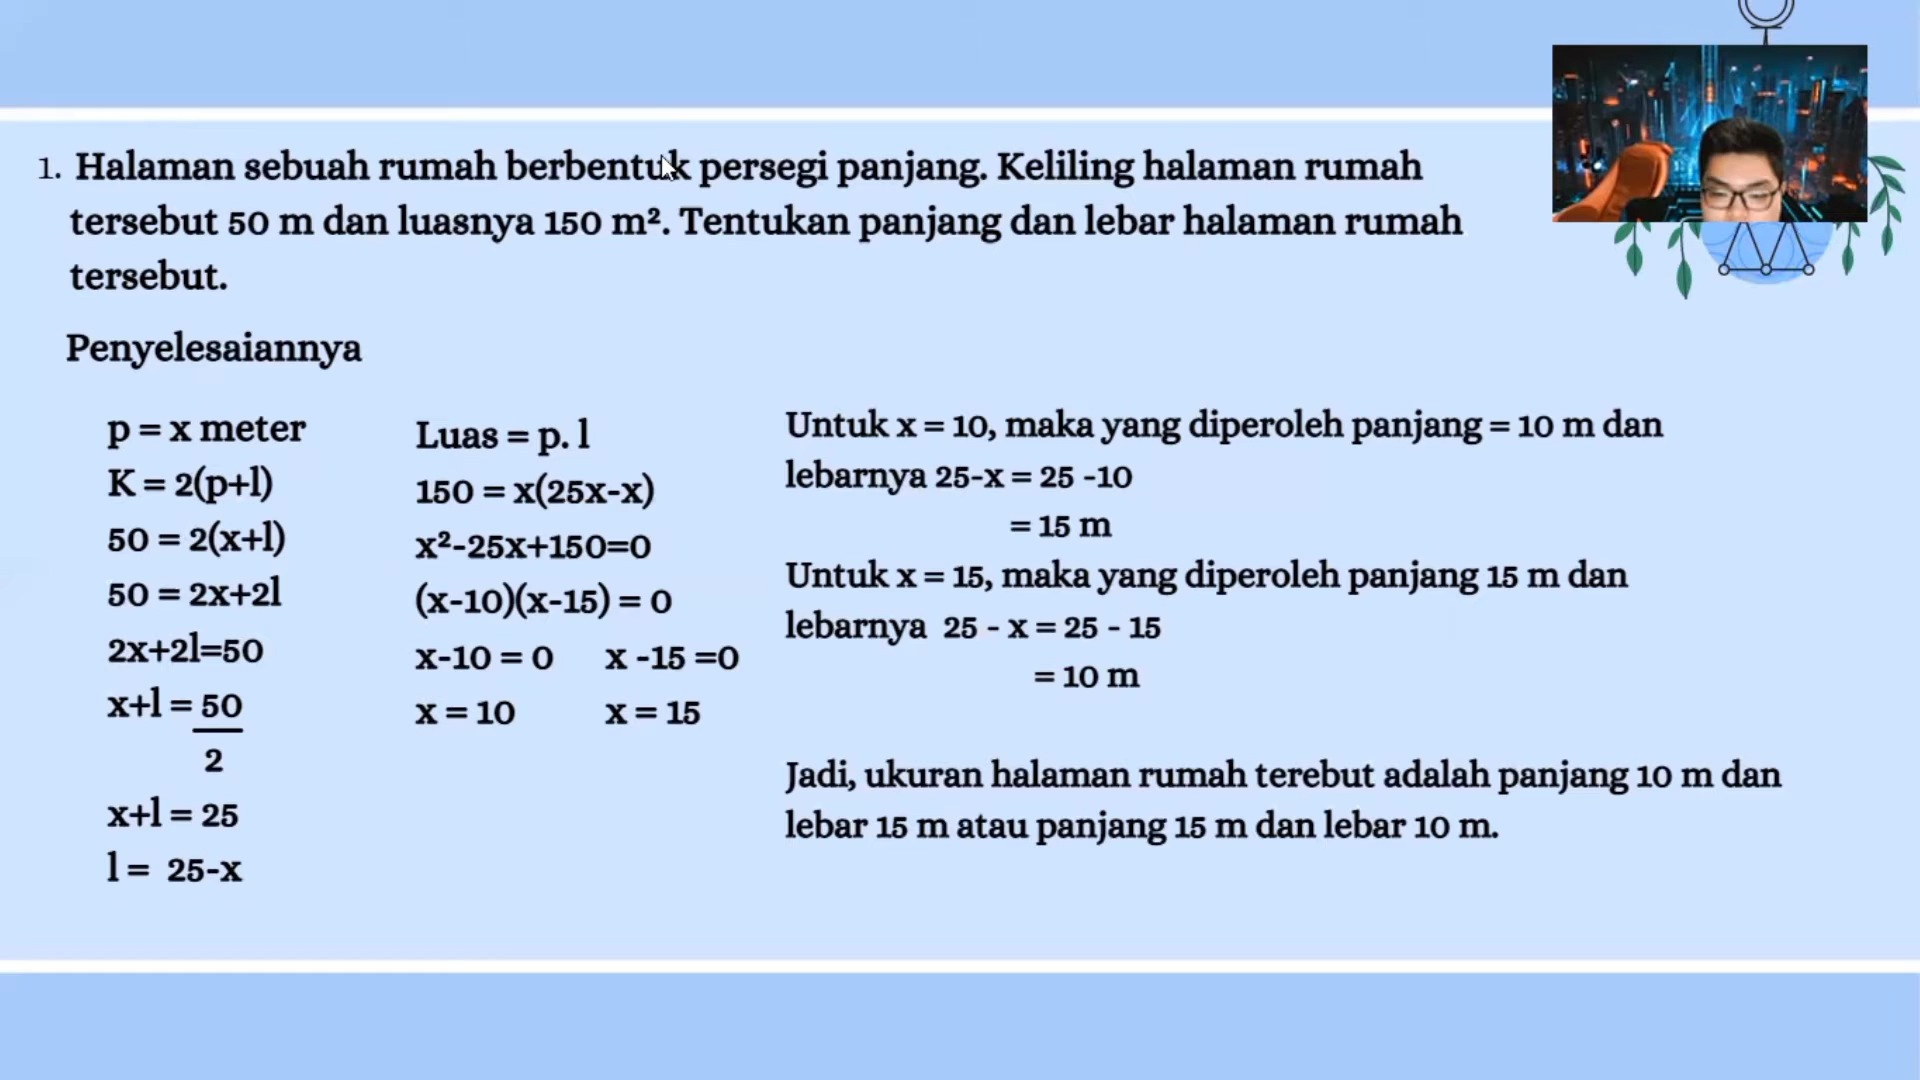 1. Halaman sebuah rumah berbentuk persegi panjang. Keliling halaman rumah
tersebut 50 m dan luasnya 150 m². Tentukan panjang dan lebar halaman rumah
tersebut.
Penyelesaiannya
p = x meter
K = 2(p+l)
50 = 2(x+l)
50 = 2x+2l
2x+2l=50
x+l = 50
2
x+l = 25
l = 25-x
Luas = p. l
150 = x(25x-x)
x²-25x+150=0
(x-10)(x-15) = 0
x-10 = 0 x -15 =0
x = 10 x = 15
Untuk x = 10, maka yang diperoleh panjang = 10 m dan
lebarnya 25-x = 25 -10
= 15 m
Untuk x = 15, maka yang diperoleh panjang 15 m dan
lebarnya 25 - x = 25 - 15
= 10 m
Jadi, ukuran halaman rumah terebut adalah panjang 10 m dan
lebar 15 m atau panjang 15 m dan lebar 10 m.